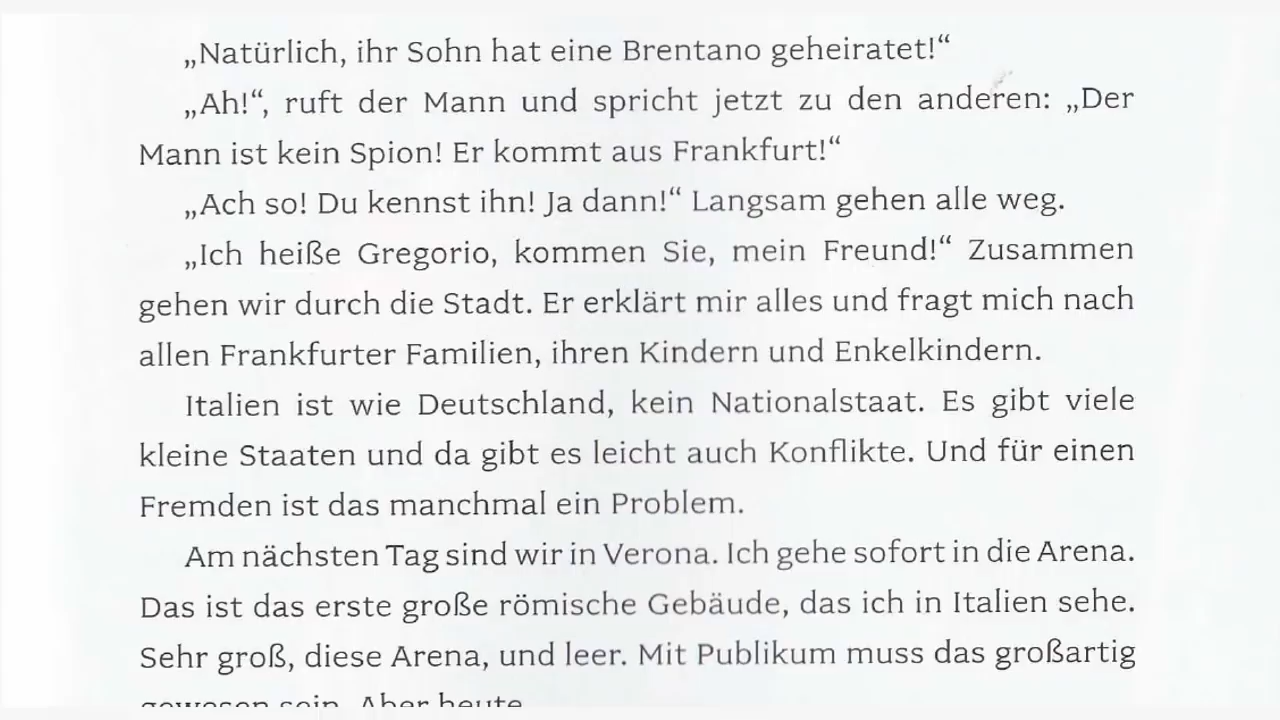 „Natürlich, ihr Sohn hat eine Brentano geheiratet!“
„Ah!“, ruft der Mann und spricht jetzt zu den anderen: „Der
Mann ist kein Spion! Er kommt aus Frankfurt!“
„Ach so! Du kennst ihn! Ja dann!“ Langsam gehen alle weg.
„Ich heiße Gregorio, kommen Sie, mein Freund!“ Zusammen
gehen wir durch die Stadt. Er erklärt mir alles und fragt mich nach
allen Frankfurter Familien, ihren Kindern und Enkelkindern.
Italien ist wie Deutschland, kein Nationalstaat. Es gibt viele
kleine Staaten und da gibt es leicht auch Konflikte. Und für einen
Fremden ist das manchmal ein Problem.
Am nächsten Tag sind wir in Verona. Ich gehe sofort in die Arena.
Das ist das erste große römische Gebäude, das ich in Italien sehe.
Sehr groß, diese Arena, und leer. Mit Publikum muss das großartig
gewesen sein. Aber heute